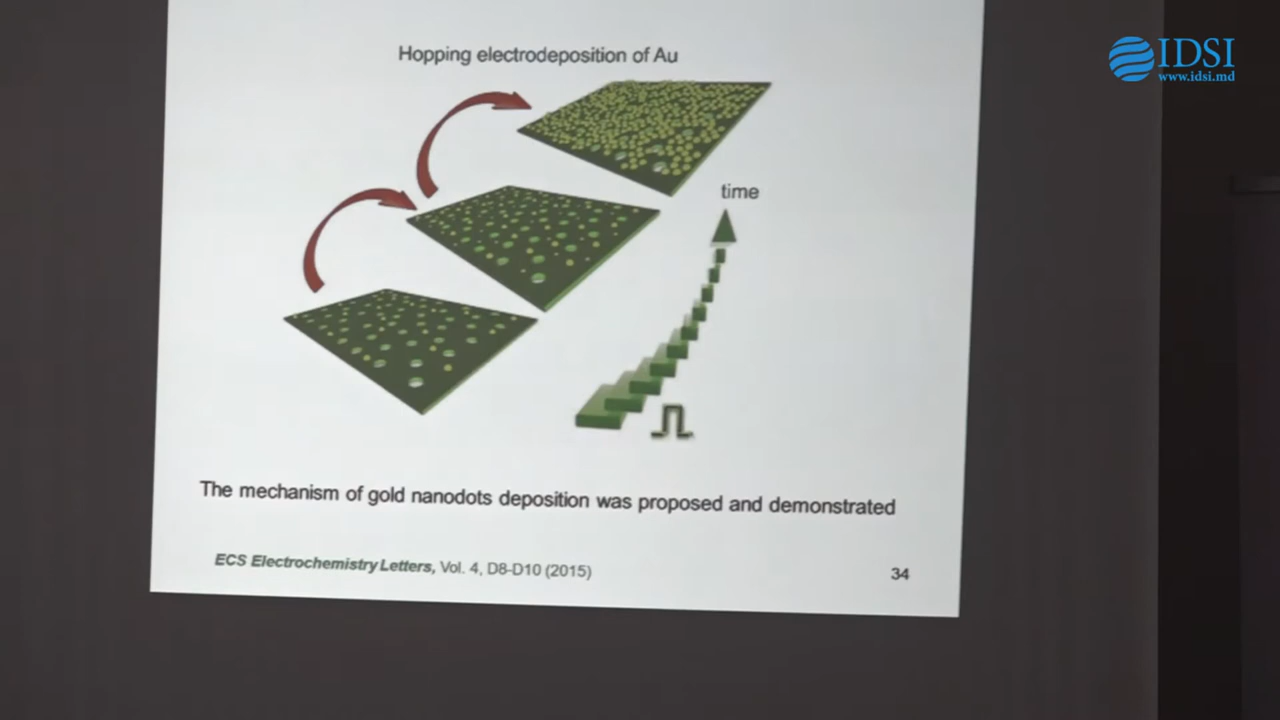 Hopping electrodeposition of Au
IDSI
www.idsi.md
time
The mechanism of gold nanodots deposition was proposed and demonstrated
ECS Electrochemistry Letters, Vol. 4, D8-D10 (2015)
34